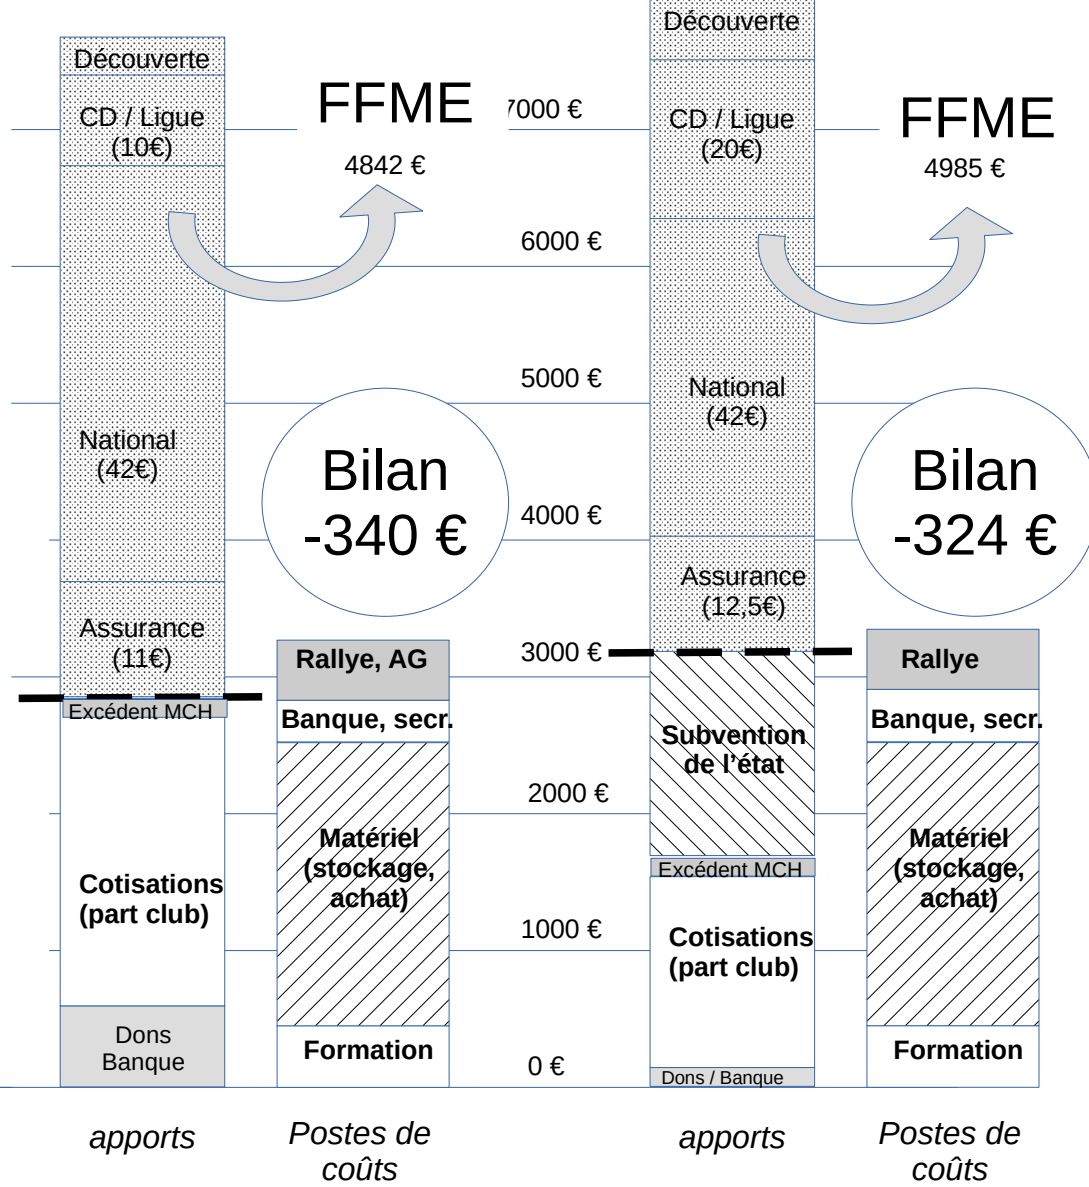 Découverte
CD / Ligue
(10€)
FFME
4842 €
National
(42€)
Bilan
-340 €
Assurance
(11€)
Excédent MCH
Cotisations
(part club)
Dons
Banque
apports
Rallye, AG
Banque, secr.
Matériel
(stockage,
achat)
Formation
Postes de
coûts
7000 €
6000 €
5000 €
4000 €
3000 €
2000 €
1000 €
0 €
Découverte
CD / Ligue
(20€)
FFME
4985 €
National
(42€)
Bilan
-324 €
Assurance
(12,5€)
Subvention
de l’état
Excédent MCH
Cotisations
(part club)
Dons / Banque
apports
Rallye
Banque, secr.
Matériel
(stockage,
achat)
Formation
Postes de
coûts